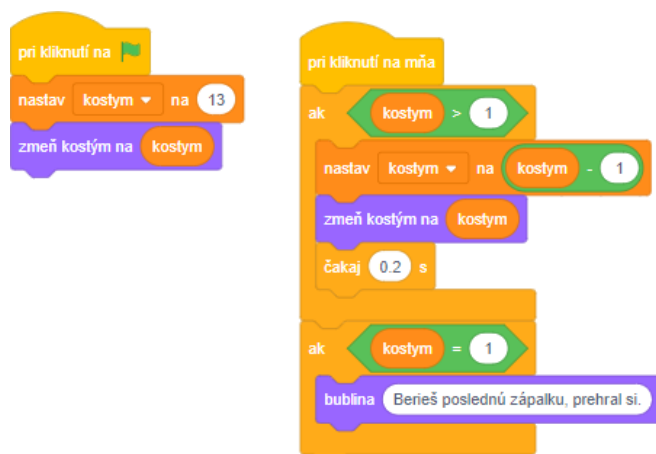 pri kliknutí na
nastav kostym na 13
zmeň kostým na kostym
pri kliknutí na mňa
ak kostym > 1
nastav kostym na kostym - 1
zmeň kostým na kostym
čakaj 0.2 s
ak kostym = 1
bublina Berieš poslednú zápalku, prehral si.